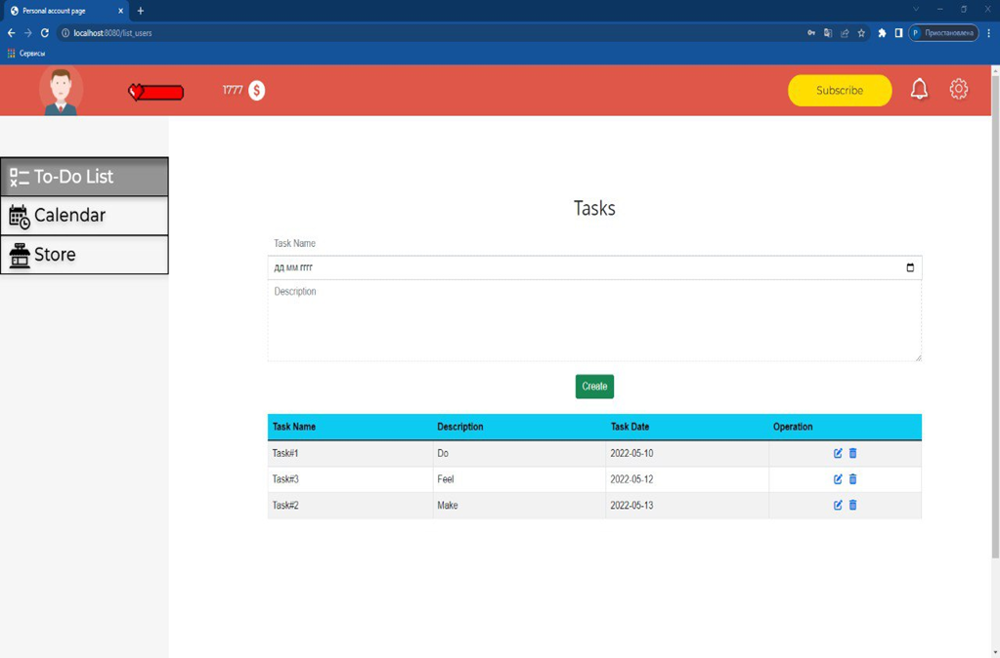 Personal account page
localhost:8080/list_users
P Приостановлена
Сервисы
1777 $
Subscribe
To-Do List
Calendar
Store
Tasks
Task Name
дд.мм.гггг
Description
Create
Task Name Description Task Date Operation
Task#1 Do 2022-05-10
Task#3 Feel 2022-05-12
Task#2 Make 2022-05-13